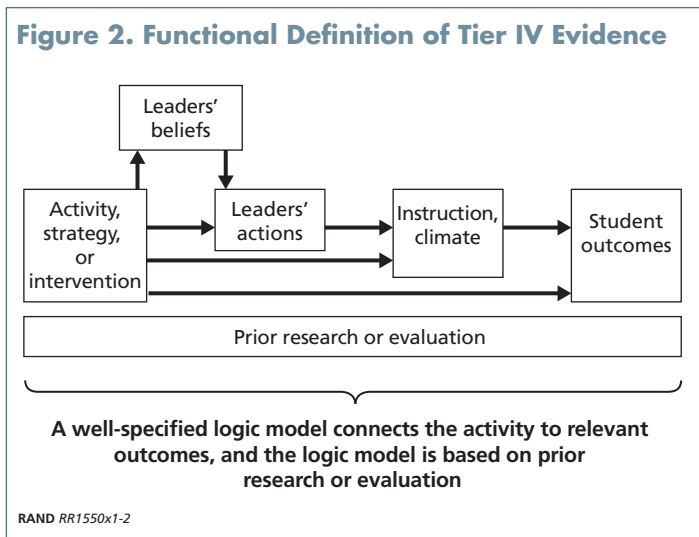 Figure 2. Functional Definition of Tier IV Evidence
Leaders’
beliefs
Activity,
strategy,
or
intervention
Leaders’
actions
Instruction,
climate
Student
outcomes
Prior research or evaluation
A well-specified logic model connects the activity to relevant
outcomes, and the logic model is based on prior
research or evaluation
RAND RR1550x1-2